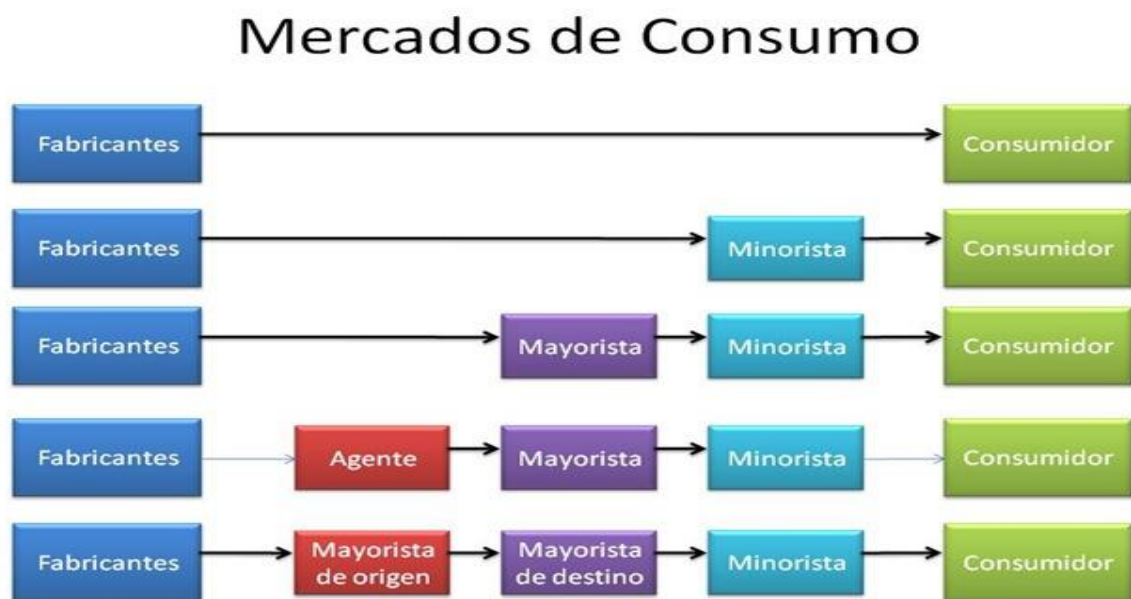 Mercados de Consumo
Fabricantes Consumidor
Fabricantes Minorista Consumidor
Fabricantes Mayorista Minorista Consumidor
Fabricantes Agente Mayorista Minorista Consumidor
Fabricantes Mayorista de origen Mayorista de destino Minorista Consumidor